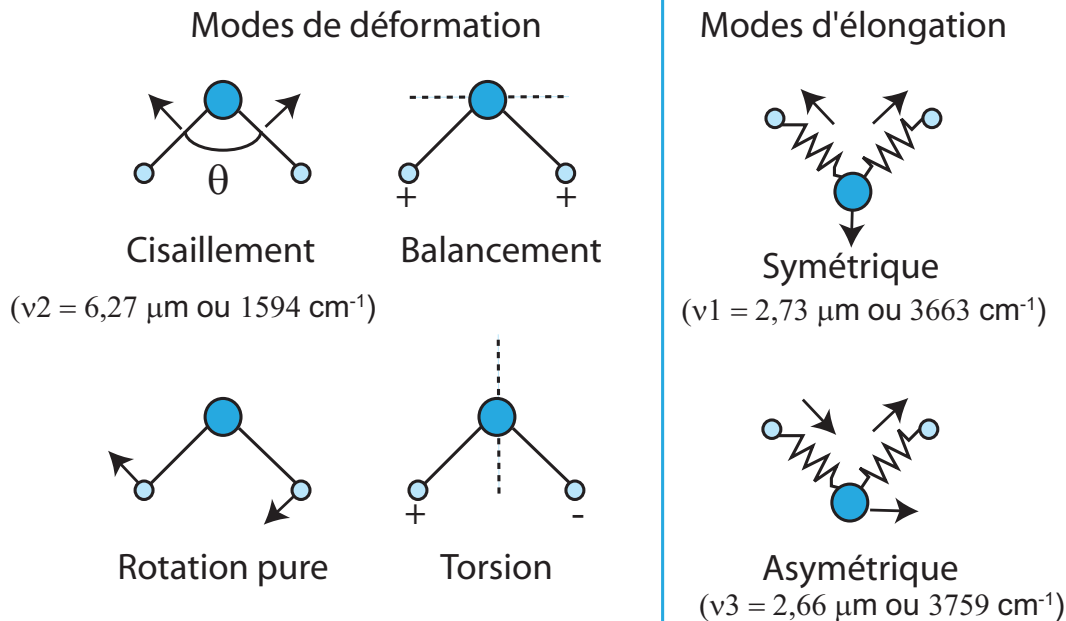 Modes de déformation
Modes d'élongation
θ
+ +
Cisaillement
Balancement
(ν2 = 6,27 μm ou 1594 cm⁻¹)
Symétrique
(ν1 = 2,73 μm ou 3663 cm⁻¹)
+ -
Rotation pure
Torsion
Asymétrique
(ν3 = 2,66 μm ou 3759 cm⁻¹)